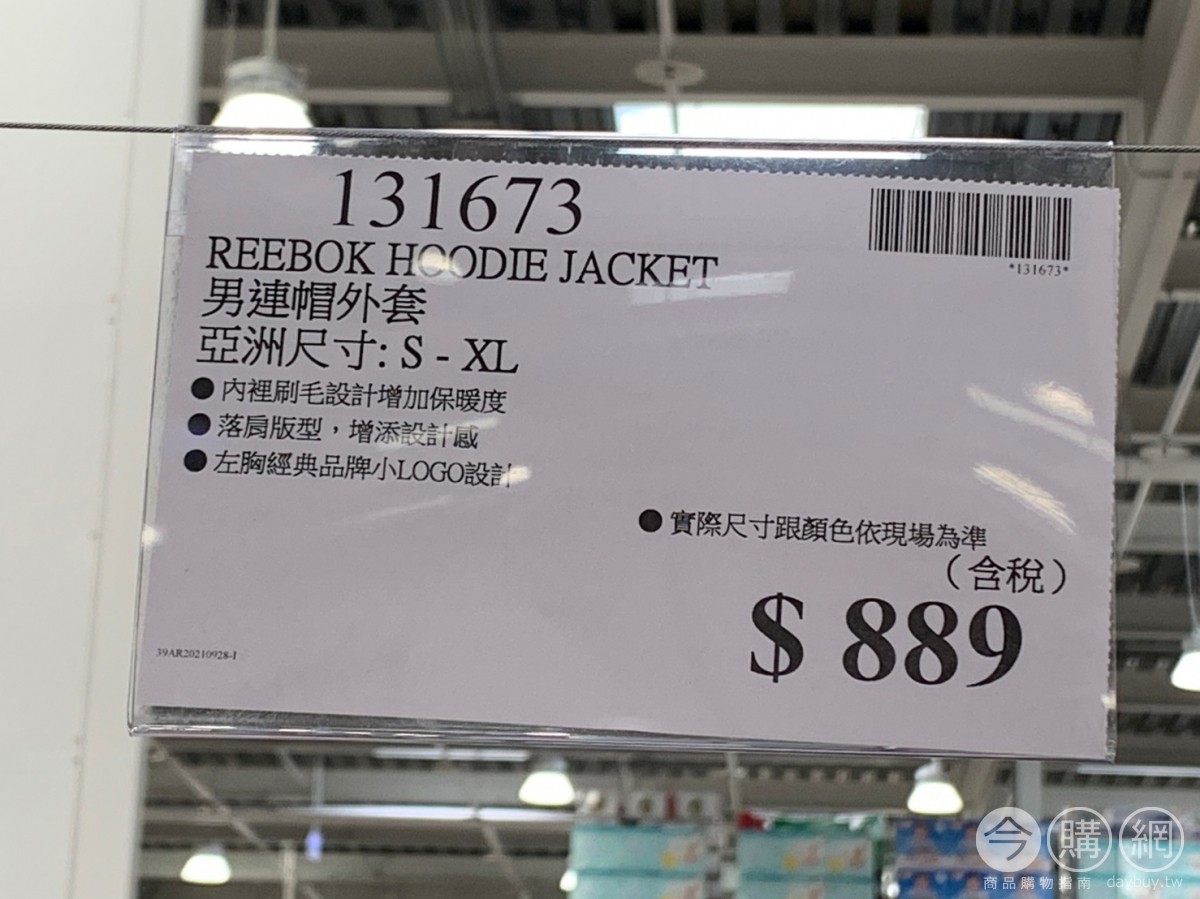 131673
*131673*
REEBOK HOODIE JACKET
男連帽外套
亞洲尺寸: S - XL
● 內裡刷毛設計增加保暖度
● 落肩版型，增添設計感
● 左胸經典品牌小LOGO設計
● 實際尺寸跟顏色依現場為準
（含稅）
$ 889
39AR20210928-I
今購網
商品購物指南 daybuy.tw